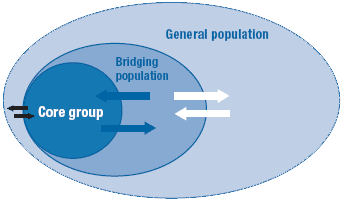 General population
Bridging
population
Core group